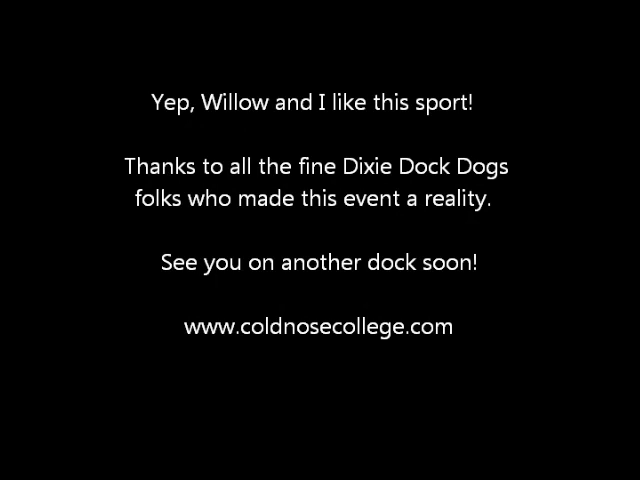 Yep, Willow and I like this sport!
Thanks to all the fine Dixie Dock Dogs
folks who made this event a reality.
See you on another dock soon!
www.coldnosecollege.com